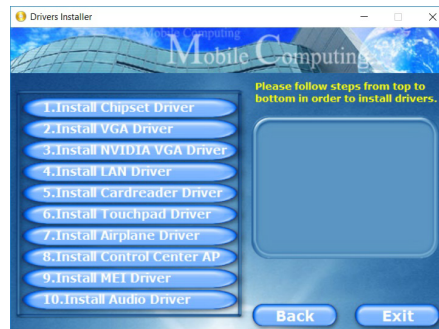 Drivers Installer
Mobile Computing
Mobile Computing
Please follow steps from top to
bottom in order to install drivers.
1.Install Chipset Driver
2.Install VGA Driver
3.Install NVIDIA VGA Driver
4.Install LAN Driver
5.Install Cardreader Driver
6.Install Touchpad Driver
7.Install Airplane Driver
8.Install Control Center AP
9.Install MEI Driver
10.Install Audio Driver
Back
Exit